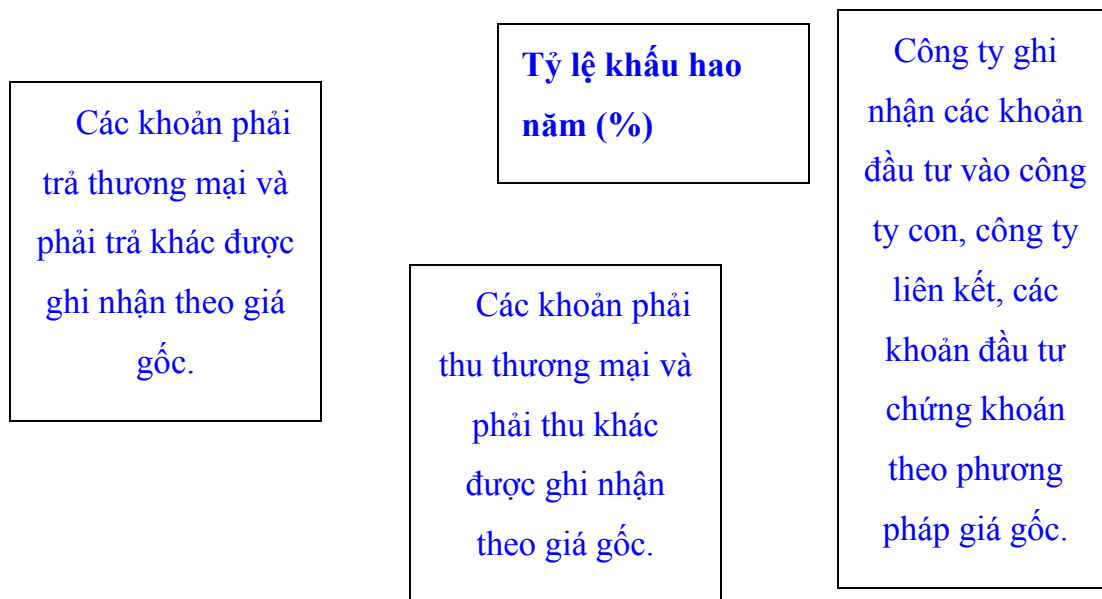 Các khoản phải
trả thương mại và
phải trả khác được
ghi nhận theo giá
gốc.
Tỷ lệ khấu hao
năm (%)
Các khoản phải
thu thương mại và
phải thu khác
được ghi nhận
theo giá gốc.
Công ty ghi
nhận các khoản
đầu tư vào công
ty con, công ty
liên kết, các
khoản đầu tư
chứng khoán
theo phương
pháp giá gốc.